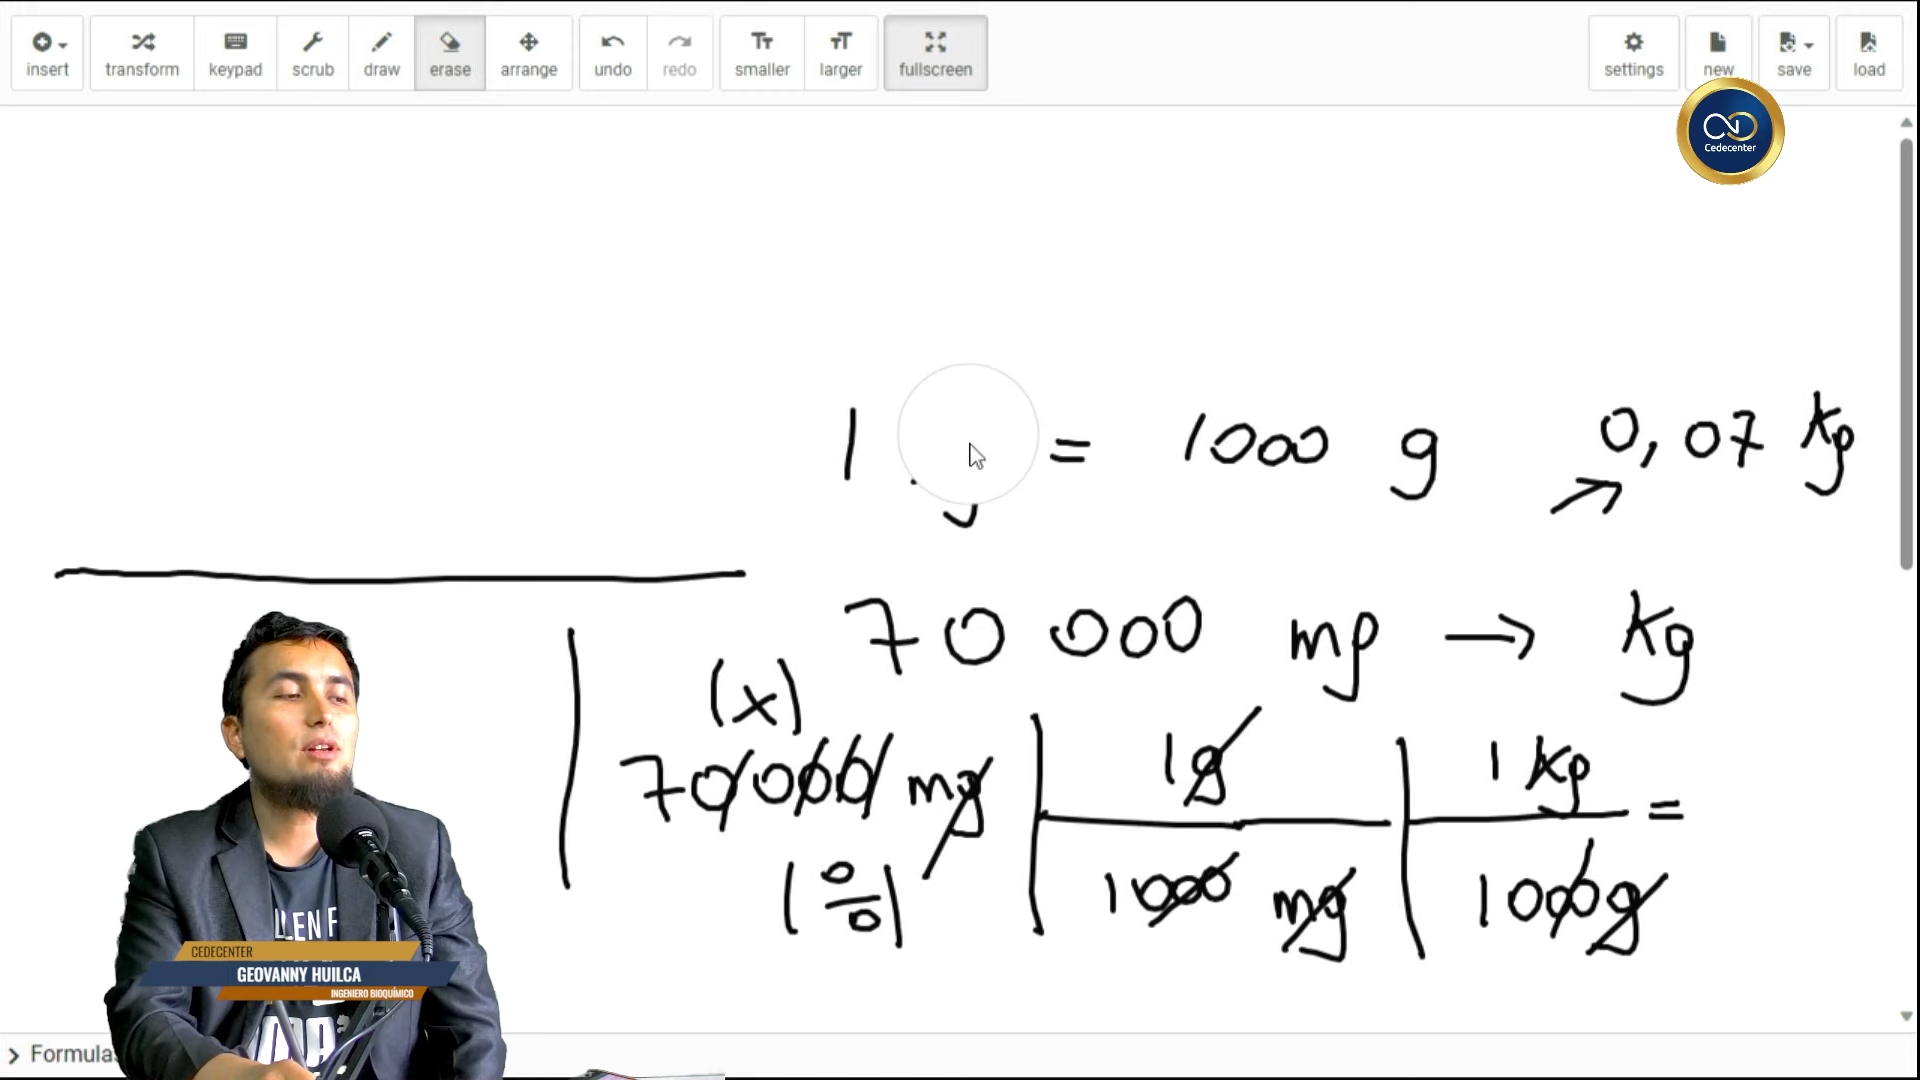 insert transform keypad scrub draw erase arrange undo redo smaller larger fullscreen settings new save load
Cedecenter
1 = 1000 g 0,07 kg
70 000 mg → kg
(x)
70000 mg | 1g | 1 kg =
(÷) 1000 mg | 1000g
CEDECENTER
GEOVANNY HUILCA
INGENIERO BIOQUÍMICO